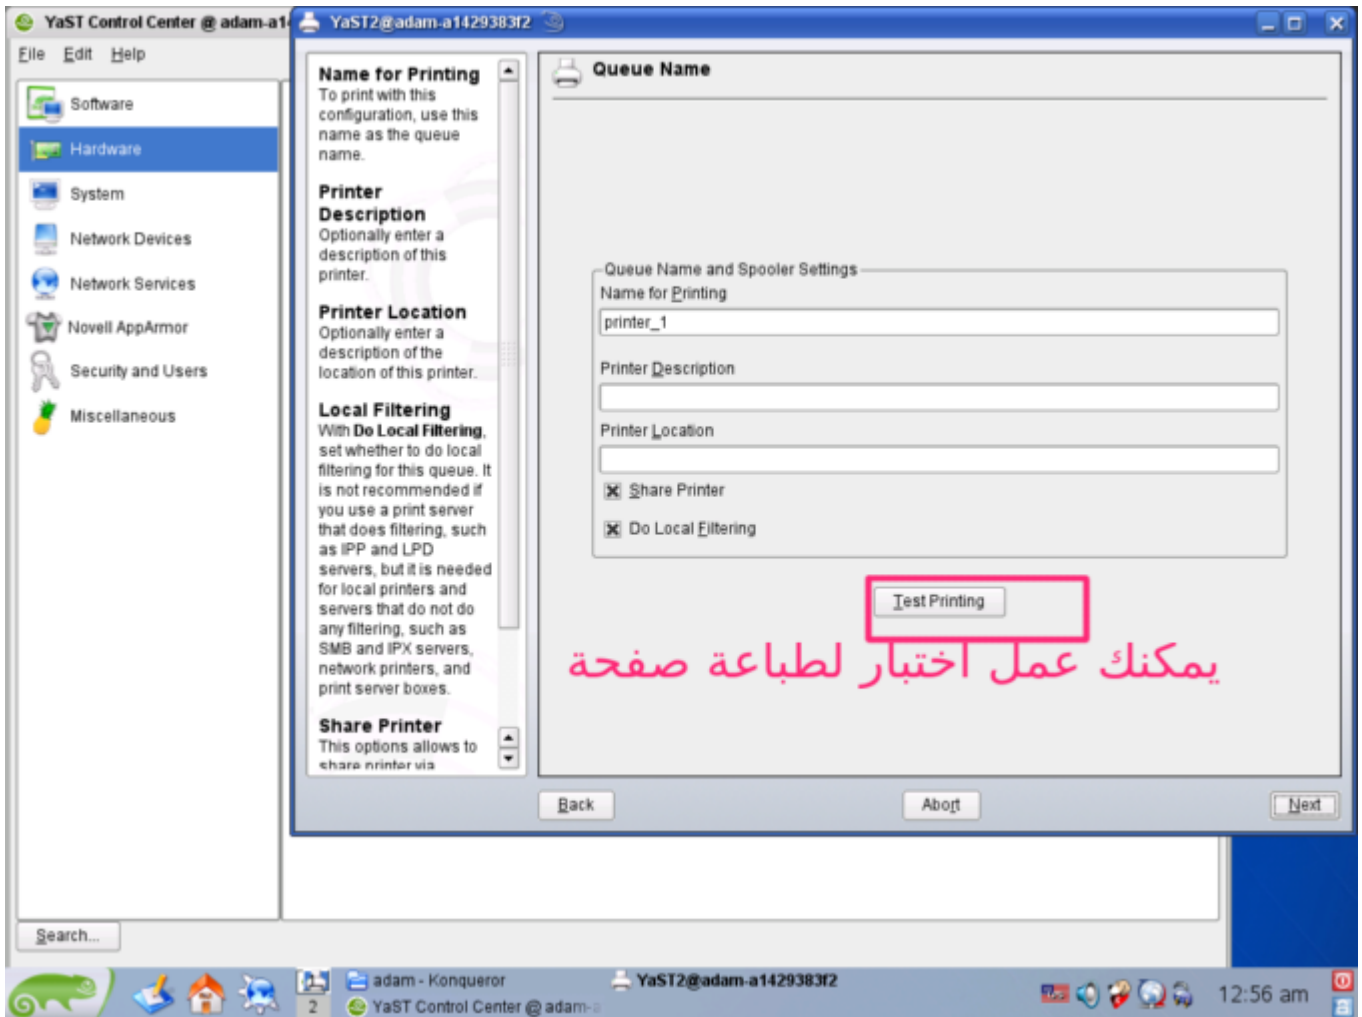 YaST Control Center @ adam-a1
File Edit Help
Software
Hardware
System
Network Devices
Network Services
Novell AppArmor
Security and Users
Miscellaneous
Search...
YaST2@adam-a1429383f2
Name for Printing
To print with this
configuration, use this
name as the queue
name.
Printer
Description
Optionally enter a
description of this
printer.
Printer Location
Optionally enter a
description of the
location of this printer.
Local Filtering
With Do Local Filtering,
set whether to do local
filtering for this queue. It
is not recommended if
you use a print server
that does filtering, such
as IPP and LPD
servers, but it is needed
for local printers and
servers that do not do
any filtering, such as
SMB and IPX servers,
network printers, and
print server boxes.
Share Printer
This options allows to
share printer via
Queue Name
Queue Name and Spooler Settings
Name for Printing
printer_1
Printer Description
Printer Location
Share Printer
Do Local Filtering
Test Printing
يمكنك عمل اختبار لطباعة صفحة
Back Abort Next
2
adam - Konqueror
YaST Control Center @ adam-
YaST2@adam-a1429383f2
12:56 am